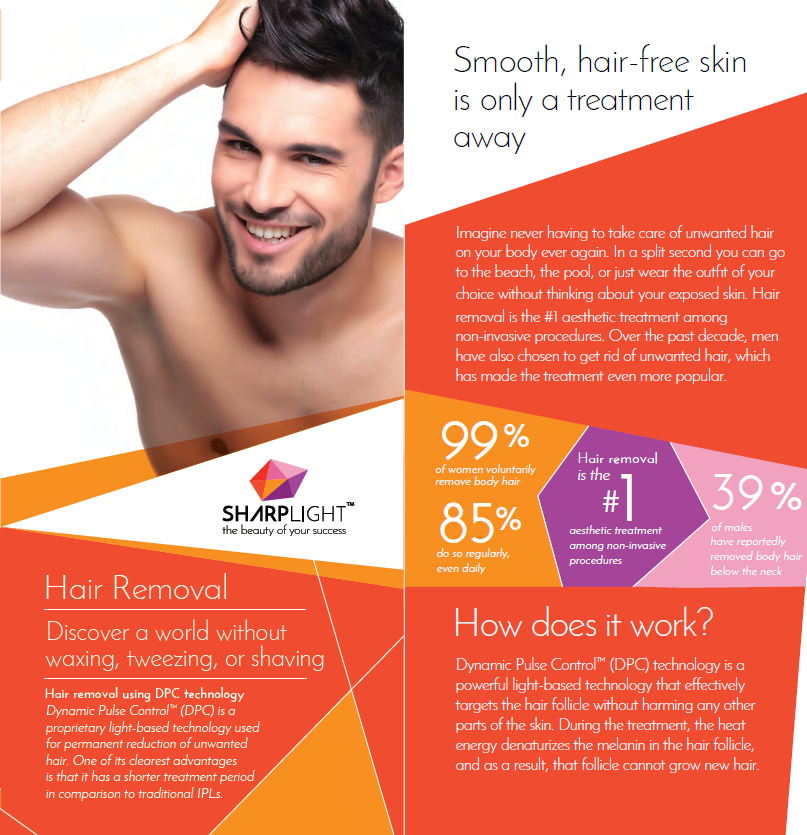 SHARPLIGHT™
the beauty of your success
Hair Removal
Discover a world without
waxing, tweezing, or shaving
Hair removal using DPC technology
Dynamic Pulse Control™ (DPC) is a
proprietary light-based technology used
for permanent reduction of unwanted
hair. One of its clearest advantages
is that it has a shorter treatment period
in comparison to traditional IPLs.
Smooth, hair-free skin
is only a treatment
away
Imagine never having to take care of unwanted hair
on your body ever again. In a split second you can go
to the beach, the pool, or just wear the outfit of your
choice without thinking about your exposed skin. Hair
removal is the #1 aesthetic treatment among
non-invasive procedures. Over the past decade, men
have also chosen to get rid of unwanted hair, which
has made the treatment even more popular.
99%
of women voluntarily
remove body hair
85%
do so regularly,
even daily
Hair removal
is the
#1
aesthetic treatment
among non-invasive
procedures
39%
of males
have reportedly
removed body hair
below the neck
How does it work?
Dynamic Pulse Control™ (DPC) technology is a
powerful light-based technology that effectively
targets the hair follicle without harming any other
parts of the skin. During the treatment, the heat
energy denaturizes the melanin in the hair follicle,
and as a result, that follicle cannot grow new hair.